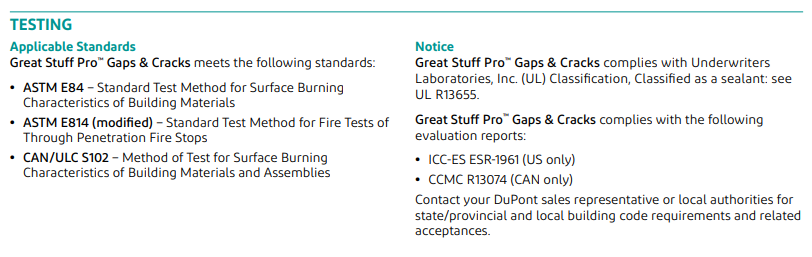 TESTING
Applicable Standards
Great Stuff Pro™ Gaps & Cracks meets the following standards:
• ASTM E84 – Standard Test Method for Surface Burning
Characteristics of Building Materials
• ASTM E814 (modified) – Standard Test Method for Fire Tests of
Through Penetration Fire Stops
• CAN/ULC S102 – Method of Test for Surface Burning
Characteristics of Building Materials and Assemblies
Notice
Great Stuff Pro™ Gaps & Cracks complies with Underwriters
Laboratories, Inc. (UL) Classification, Classified as a sealant: see
UL R13655.
Great Stuff Pro™ Gaps & Cracks complies with the following
evaluation reports:
• ICC-ES ESR-1961 (US only)
• CCMC R13074 (CAN only)
Contact your DuPont sales representative or local authorities for
state/provincial and local building code requirements and related
acceptances.